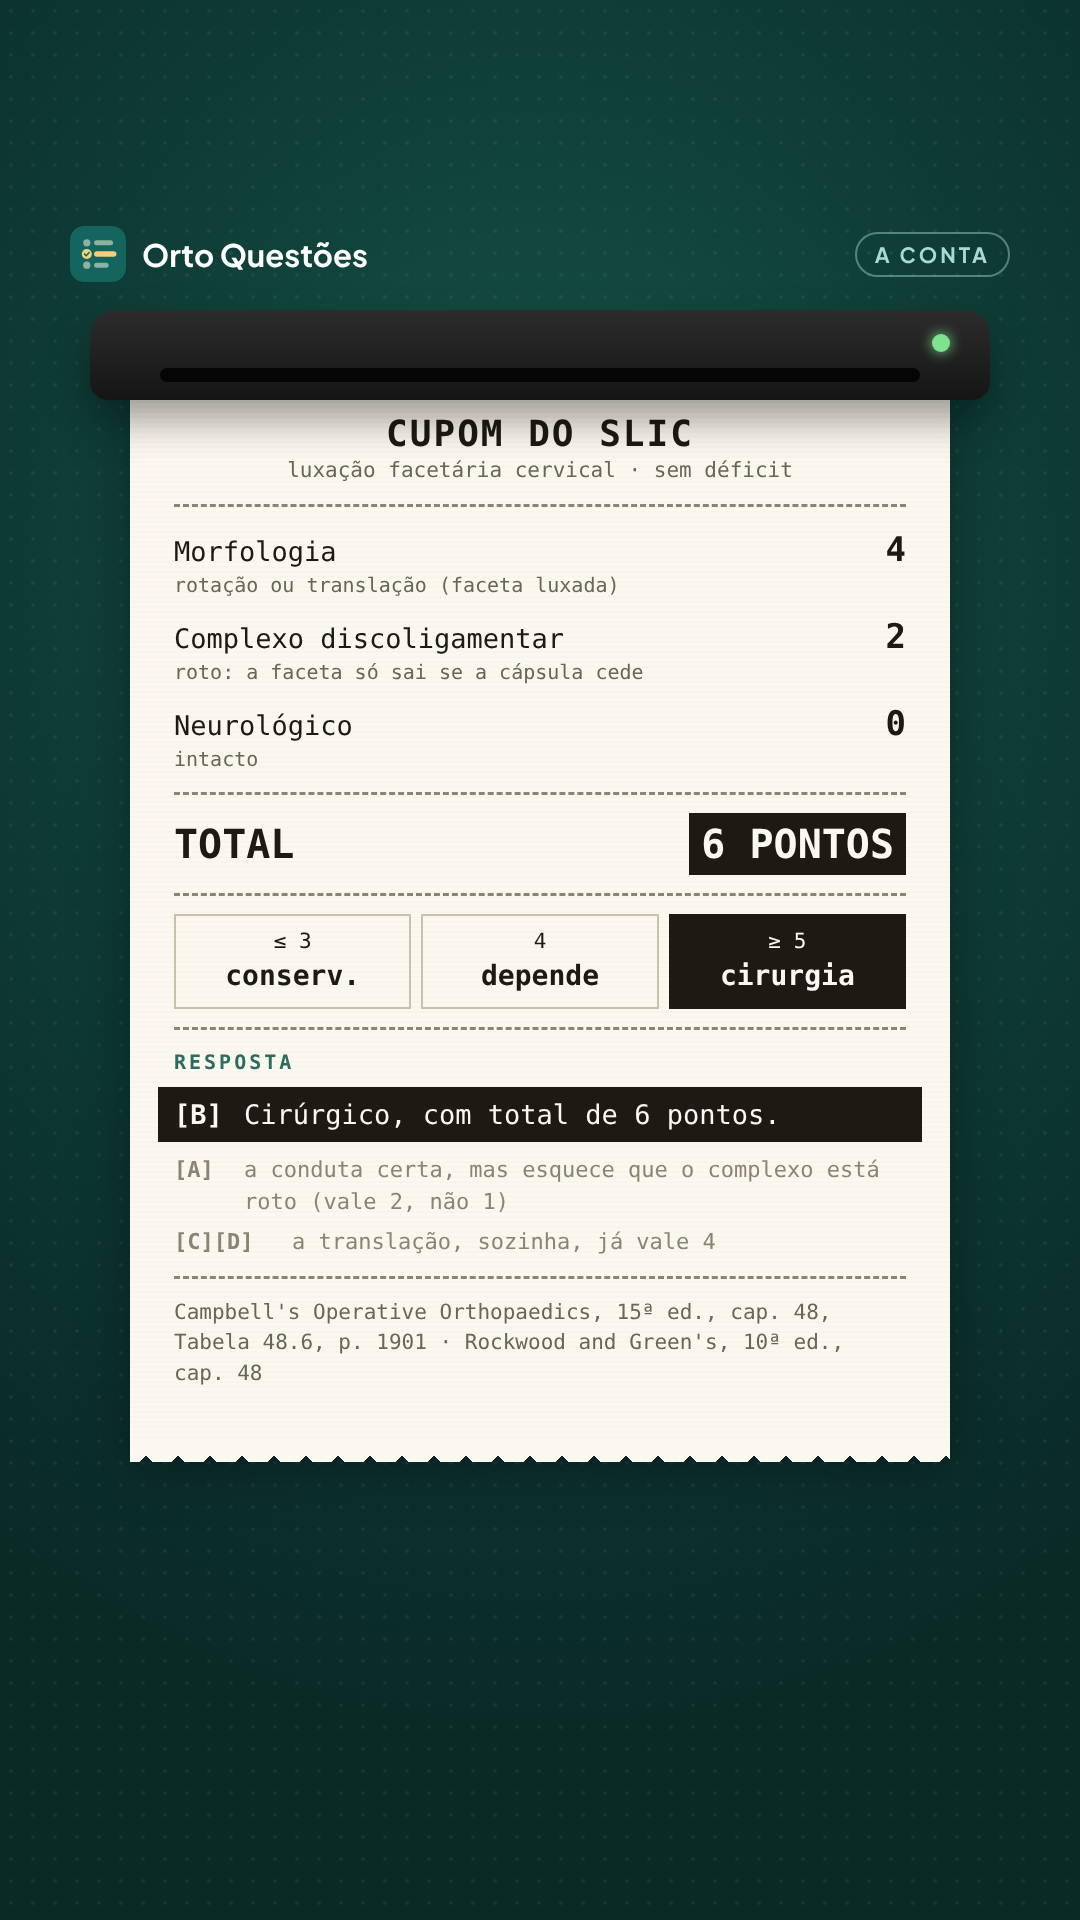 Orto Questões
A CONTA
CUPOM DO SLIC
luxação facetária cervical · sem déficit
Morfologia 4
rotação ou translação (faceta luxada)
Complexo discoligamentar 2
roto: a faceta só sai se a cápsula cede
Neurológico 0
intacto
TOTAL 6 PONTOS
≤ 3 4 ≥ 5
conserv. depende cirurgia
RESPOSTA
[B] Cirúrgico, com total de 6 pontos.
[A] a conduta certa, mas esquece que o complexo está
roto (vale 2, não 1)
[C][D] a translação, sozinha, já vale 4
Campbell's Operative Orthopaedics, 15ª ed., cap. 48,
Tabela 48.6, p. 1901 · Rockwood and Green's, 10ª ed.,
cap. 48